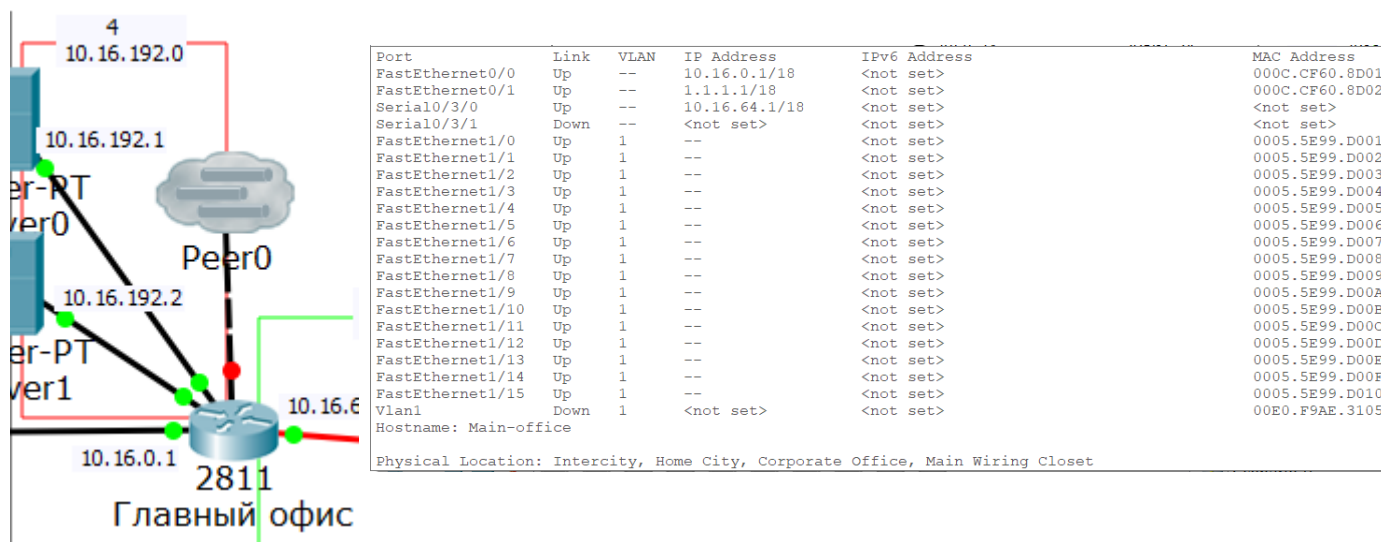 4
10.16.192.0
10.16.192.1
er-PT
ver0
Peer0
10.16.192.2
er-PT
ver1
10.16.6
10.16.0.1
2811
Главный офис
Port Link VLAN IP Address IPv6 Address MAC Address
FastEthernet0/0 Up -- 10.16.0.1/18 <not set> 000C.CF60.8D01
FastEthernet0/1 Up -- 1.1.1.1/18 <not set> 000C.CF60.8D02
Serial0/3/0 Up -- 10.16.64.1/18 <not set> <not set>
Serial0/3/1 Down -- <not set> <not set> <not set>
FastEthernet1/0 Up 1 -- <not set> 0005.5E99.D001
FastEthernet1/1 Up 1 -- <not set> 0005.5E99.D002
FastEthernet1/2 Up 1 -- <not set> 0005.5E99.D003
FastEthernet1/3 Up 1 -- <not set> 0005.5E99.D004
FastEthernet1/4 Up 1 -- <not set> 0005.5E99.D005
FastEthernet1/5 Up 1 -- <not set> 0005.5E99.D006
FastEthernet1/6 Up 1 -- <not set> 0005.5E99.D007
FastEthernet1/7 Up 1 -- <not set> 0005.5E99.D008
FastEthernet1/8 Up 1 -- <not set> 0005.5E99.D009
FastEthernet1/9 Up 1 -- <not set> 0005.5E99.D00A
FastEthernet1/10 Up 1 -- <not set> 0005.5E99.D00B
FastEthernet1/11 Up 1 -- <not set> 0005.5E99.D00C
FastEthernet1/12 Up 1 -- <not set> 0005.5E99.D00D
FastEthernet1/13 Up 1 -- <not set> 0005.5E99.D00E
FastEthernet1/14 Up 1 -- <not set> 0005.5E99.D00F
FastEthernet1/15 Up 1 -- <not set> 0005.5E99.D010
Vlan1 Down 1 <not set> <not set> 00E0.F9AE.3105
Hostname: Main-office
Physical Location: Intercity, Home City, Corporate Office, Main Wiring Closet